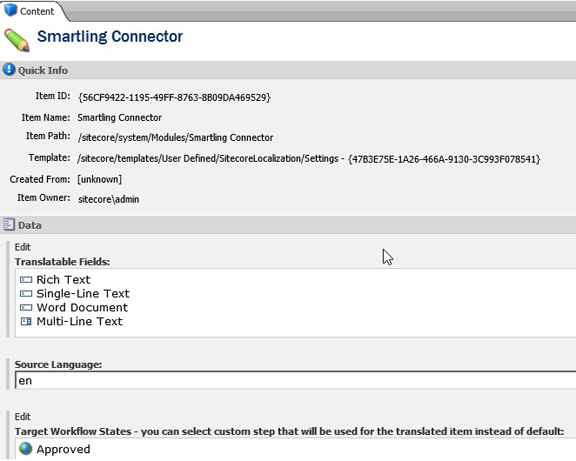 Content
Smartling Connector
Quick Info
Item ID: {56CF9422-1195-49FF-8763-8B09DA469529}
Item Name: Smartling Connector
Item Path: /sitecore/system/Modules/Smartling Connector
Template: /sitecore/templates/User Defined/SitecoreLocalization/Settings - {47B3E75E-1A26-466A-9130-3C993F078541}
Created From: [unknown]
Item Owner: sitecore\admin
Data
Edit
Translatable Fields:
Rich Text
Single-Line Text
Word Document
Multi-Line Text
Source Language:
en
Edit
Target Workflow States - you can select custom step that will be used for the translated item instead of default:
Approved